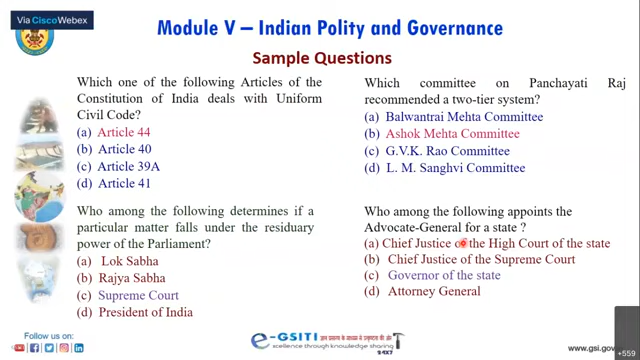 Via Cisco Webex
Module V – Indian Polity and Governance
Sample Questions
Which one of the following Articles of the
Constitution of India deals with Uniform
Civil Code?
(a) Article 44
(b) Article 40
(c) Article 39A
(d) Article 41
Which committee on Panchayati Raj
recommended a two-tier system?
(a) Balwantrai Mehta Committee
(b) Ashok Mehta Committee
(c) G.V.K. Rao Committee
(d) L. M. Sanghvi Committee
Who among the following determines if a
particular matter falls under the residuary
power of the Parliament?
(a) Lok Sabha
(b) Rajya Sabha
(c) Supreme Court
(d) President of India
Who among the following appoints the
Advocate-General for a state ?
(a) Chief Justice of the High Court of the state
(b) Chief Justice of the Supreme Court
(c) Governor of the state
(d) Attorney General
Follow us on:
e-GSITI
excellence through knowledge sharing
www.gsi.go
+559